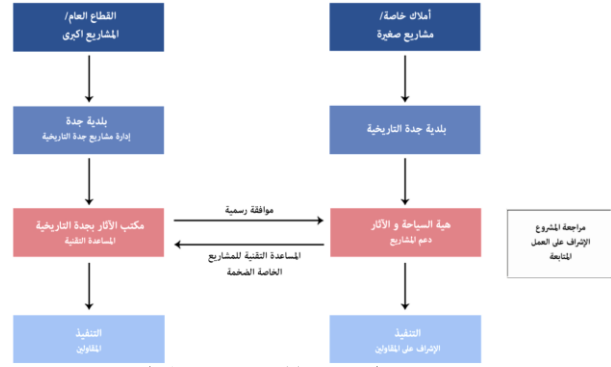 أملاك خاصة/
مشاريع صغيرة
القطاع العام/
المشاريع اكبرى
بلدية جدة التاريخية
بلدية جدة
إدارة مشاريع جدة التاريخية
مراجعة المشروع
الإشراف على العمل
المتابعة
هية السياحة و الآثار
دعم المشاريع
موافقة رسمية
المساعدة التقنية للمشاريع
الخاصة الضخمة
مكتب الآثار بجدة التاريخية
المساعدة التقنية
التنفيذ
الإشراف على المقاولين
التنفيذ
المقاولين